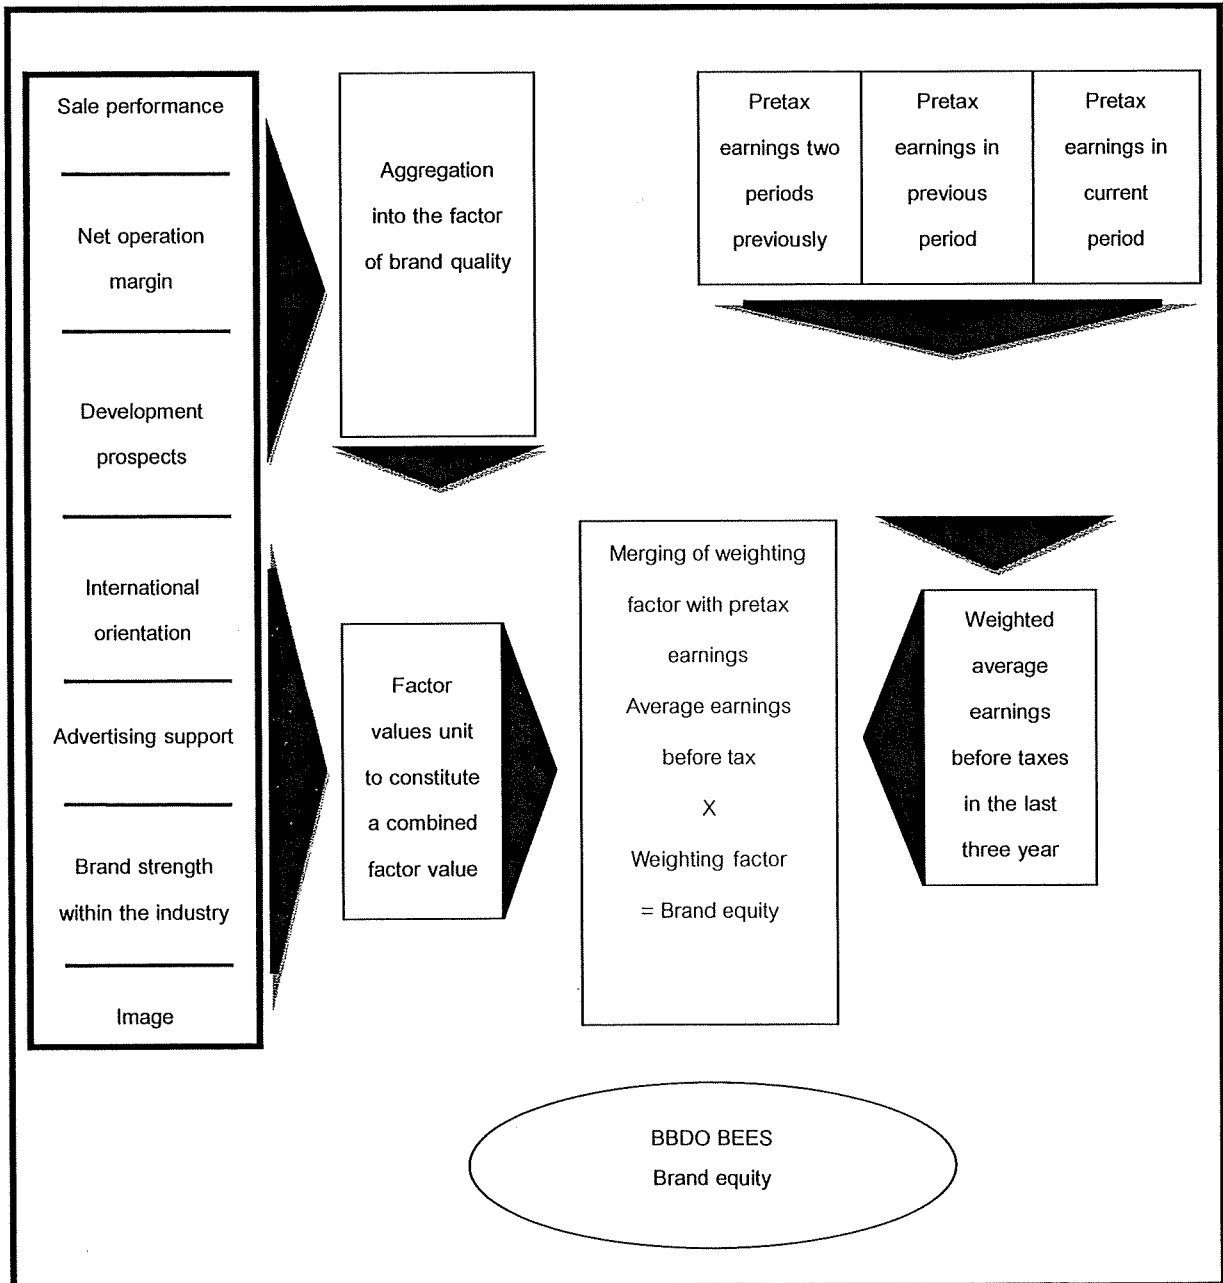 Sale performance
Net operation
margin
Development
prospects
International
orientation
Advertising support
Brand strength
within the industry
Image
Aggregation
into the factor
of brand quality
Factor
values unit
to constitute
a combined
factor value
Pretax
earnings two
periods
previously
Pretax
earnings in
previous
period
Pretax
earnings in
current
period
Merging of weighting
factor with pretax
earnings
Average earnings
before tax
X
Weighting factor
= Brand equity
Weighted
average
earnings
before taxes
in the last
three year
BBDO BEES
Brand equity